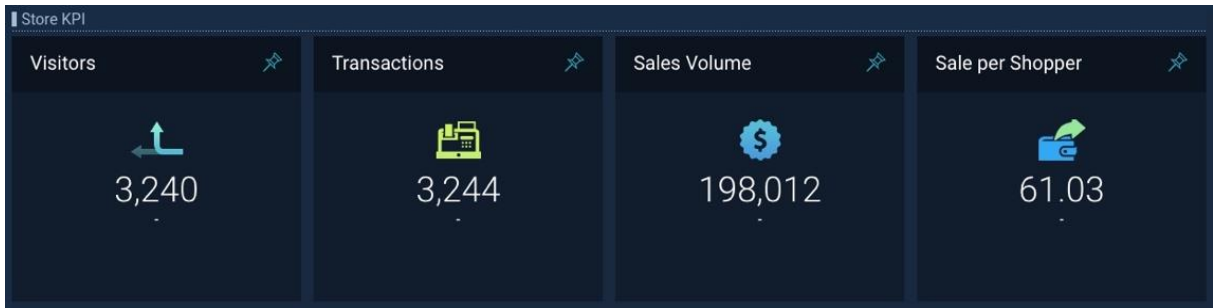 Store KPI
Visitors
Transactions
Sales Volume
Sale per Shopper
$
3,240
3,244
198,012
61.03
-
-
-
-